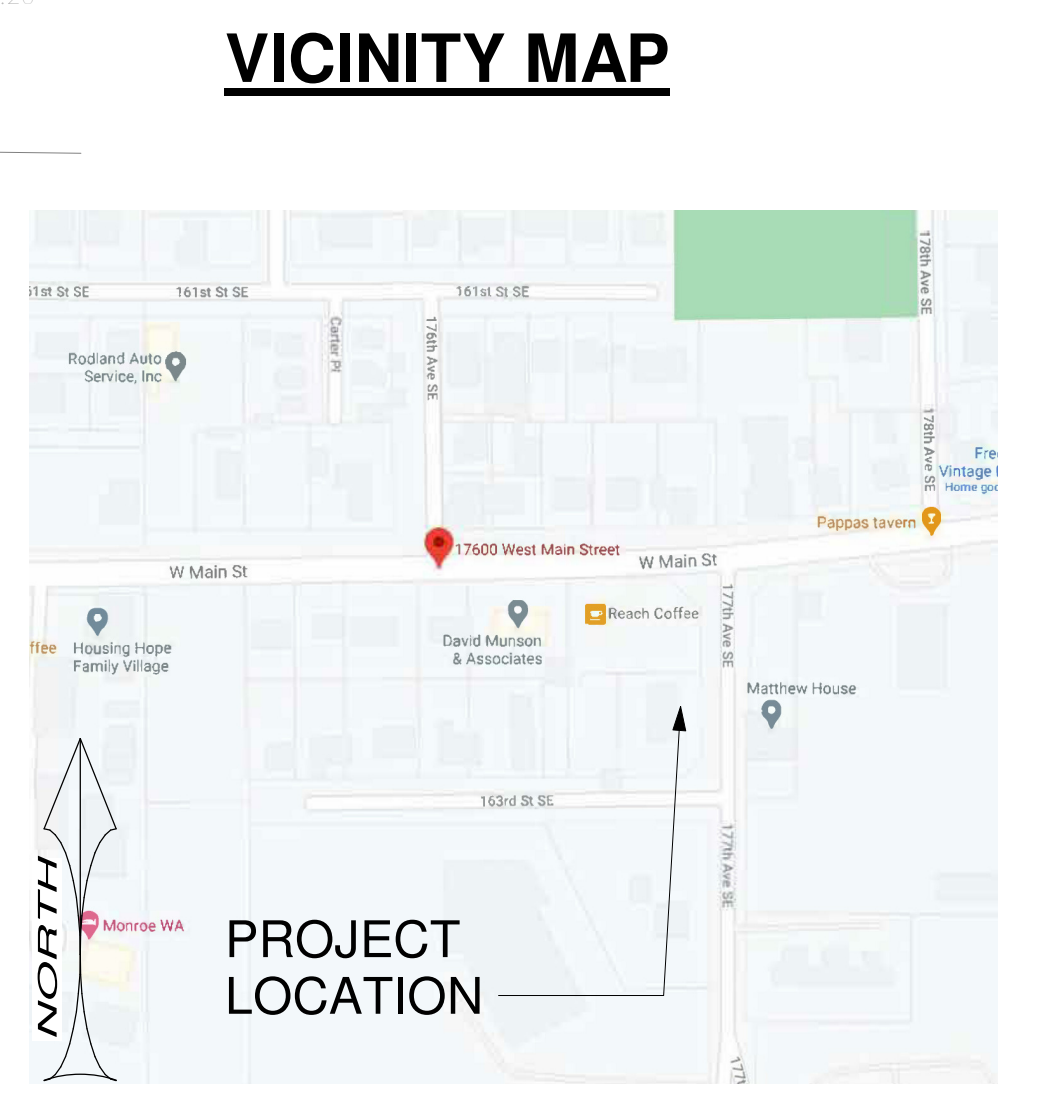 VICINITY MAP
161st St SE
161st St SE
178th Ave SE
Carter Pl
176th Ave SE
Rodland Auto
Service, Inc
178th Ave SE
Vintage
Pappas tavern
17600 West Main Street
W Main St
W Main St
Reach Coffee
177th Ave SE
David Munson
& Associates
Housing Hope
Family Village
Matthew House
163rd St SE
177th Ave SE
NORTH
Monroe WA
PROJECT
LOCATION